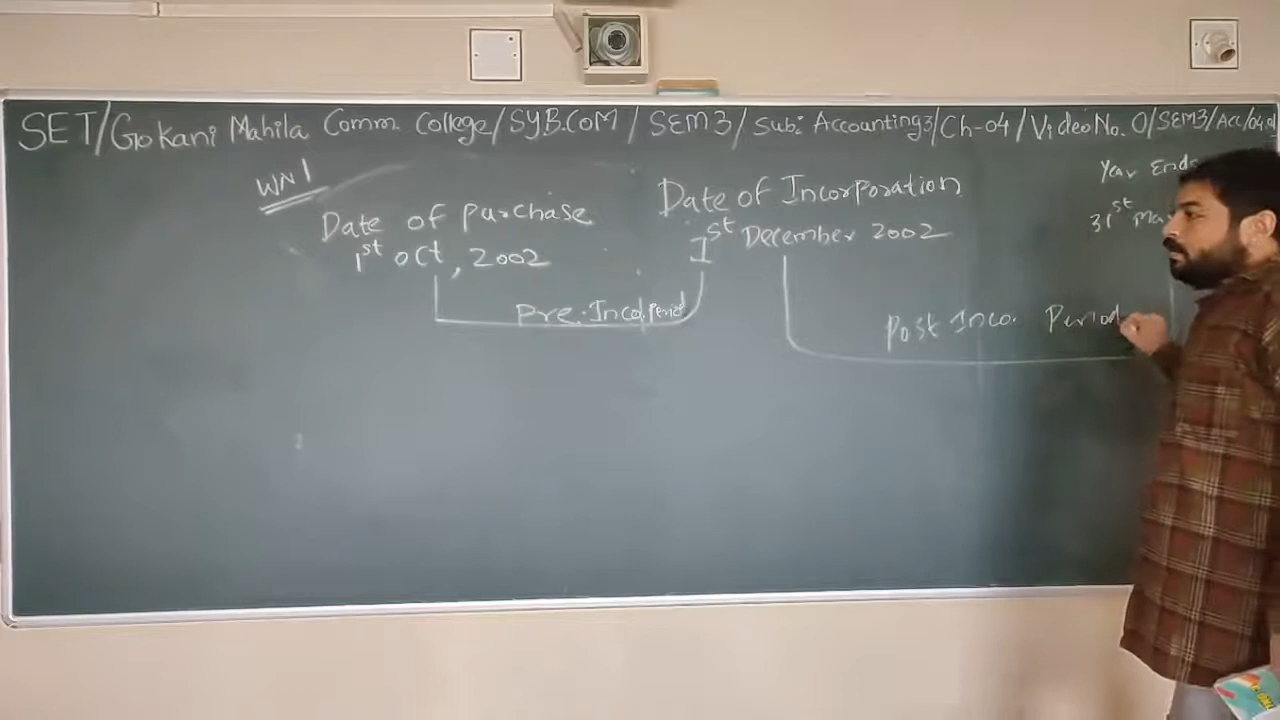 SET/Gokani Mahila Comm. College/SYB.COM/SEM3/Sub: Accounting3/Ch-04/Video No. 0/SEM3/Acc/04.01
WN1
Date of purchase
1st oct, 2002
Date of Incorporation
1st December 2002
Year Ends
31st Ma
Pre.Inco.Period
Post Inco. Period